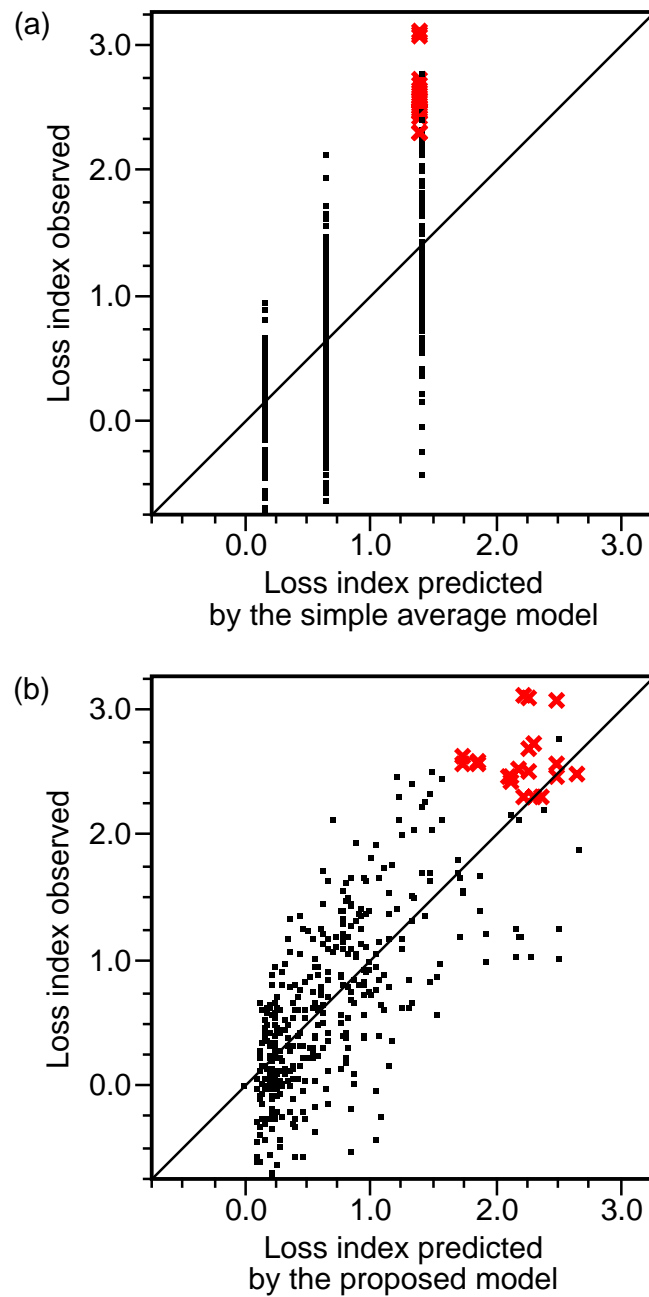 (a)
3.0
2.0
1.0
0.0
Loss index observed
0.0 1.0 2.0 3.0
Loss index predicted
by the simple average model
(b)
3.0
2.0
1.0
0.0
Loss index observed
0.0 1.0 2.0 3.0
Loss index predicted
by the proposed model